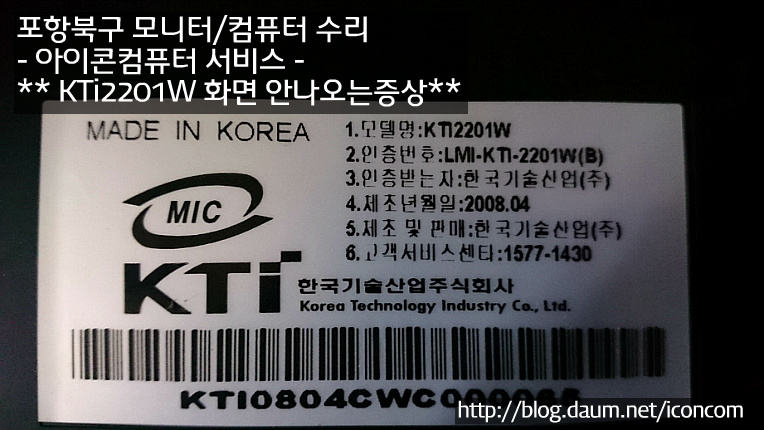 포항북구 모니터/컴퓨터 수리
- 아이콘컴퓨터 서비스 -
** KTi2201W 화면 안나오는증상**
MADE IN KOREA
1.모델명:KTI2201W
2.인증번호:LMI-KTI-2201W(B)
3.인증받는자:한국기술산업(주)
4.제조년월일:2008.04
5.제조 및 판매:한국기술산업(주)
6.고객서비스센타:1577-1430
MIC
KTi 한국기술산업주식회사
Korea Technology Industry Co., Ltd.
http://blog.daum.net/iconcom